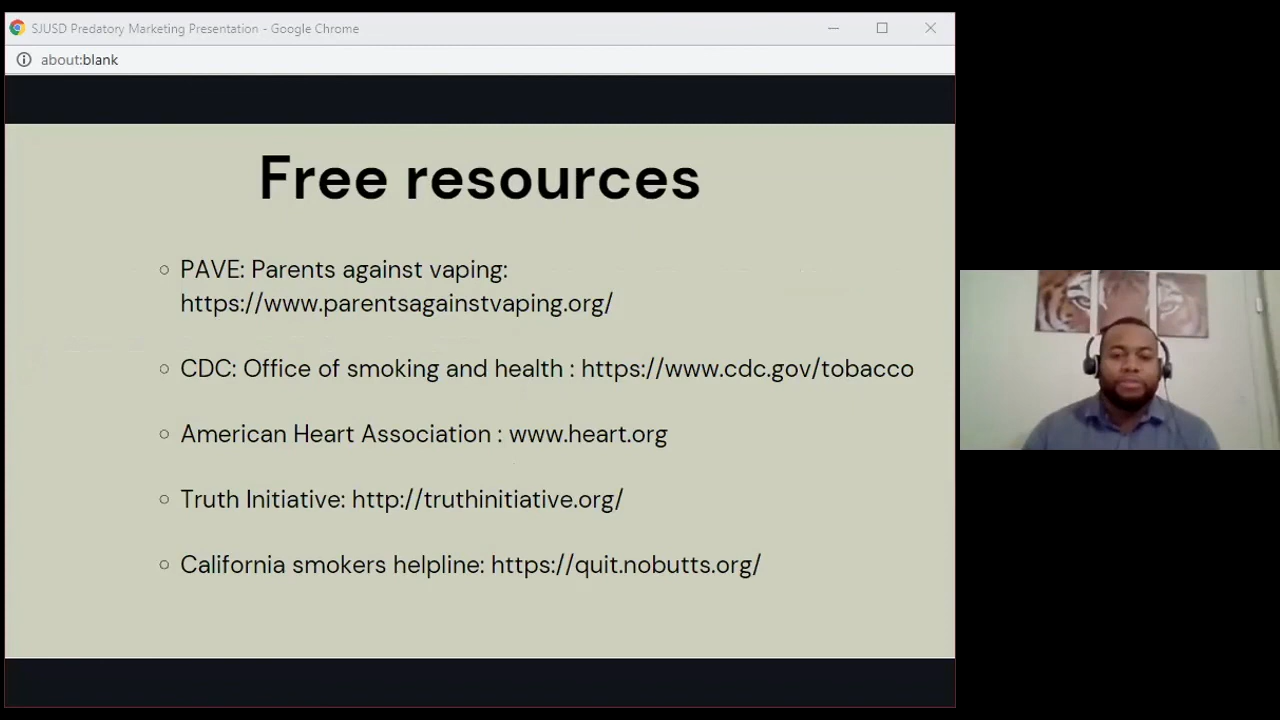 SJUSD Predatory Marketing Presentation - Google Chrome
about:blank
Free resources
PAVE: Parents against vaping:
https://www.parentsagainstvaping.org/
CDC: Office of smoking and health : https://www.cdc.gov/tobacco
American Heart Association : www.heart.org
Truth Initiative: http://truthinitiative.org/
California smokers helpline: https://quit.nobutts.org/